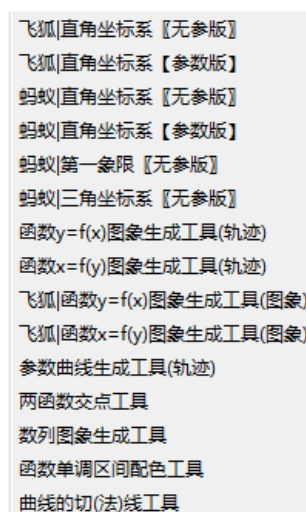 飞狐|直角坐标系〖无参版〗
飞狐|直角坐标系【参数版】
蚂蚁|直角坐标系〖无参版〗
蚂蚁|直角坐标系【参数版】
蚂蚁|第一象限〖无参版〗
蚂蚁|三角坐标系〖无参版〗
函数y=f(x)图象生成工具(轨迹)
函数x=f(y)图象生成工具(轨迹)
飞狐|函数y=f(x)图象生成工具(图象)
飞狐|函数x=f(y)图象生成工具(图象)
参数曲线生成工具(轨迹)
两函数交点工具
数列图象生成工具
函数单调区间配色工具
曲线的切(法)线工具